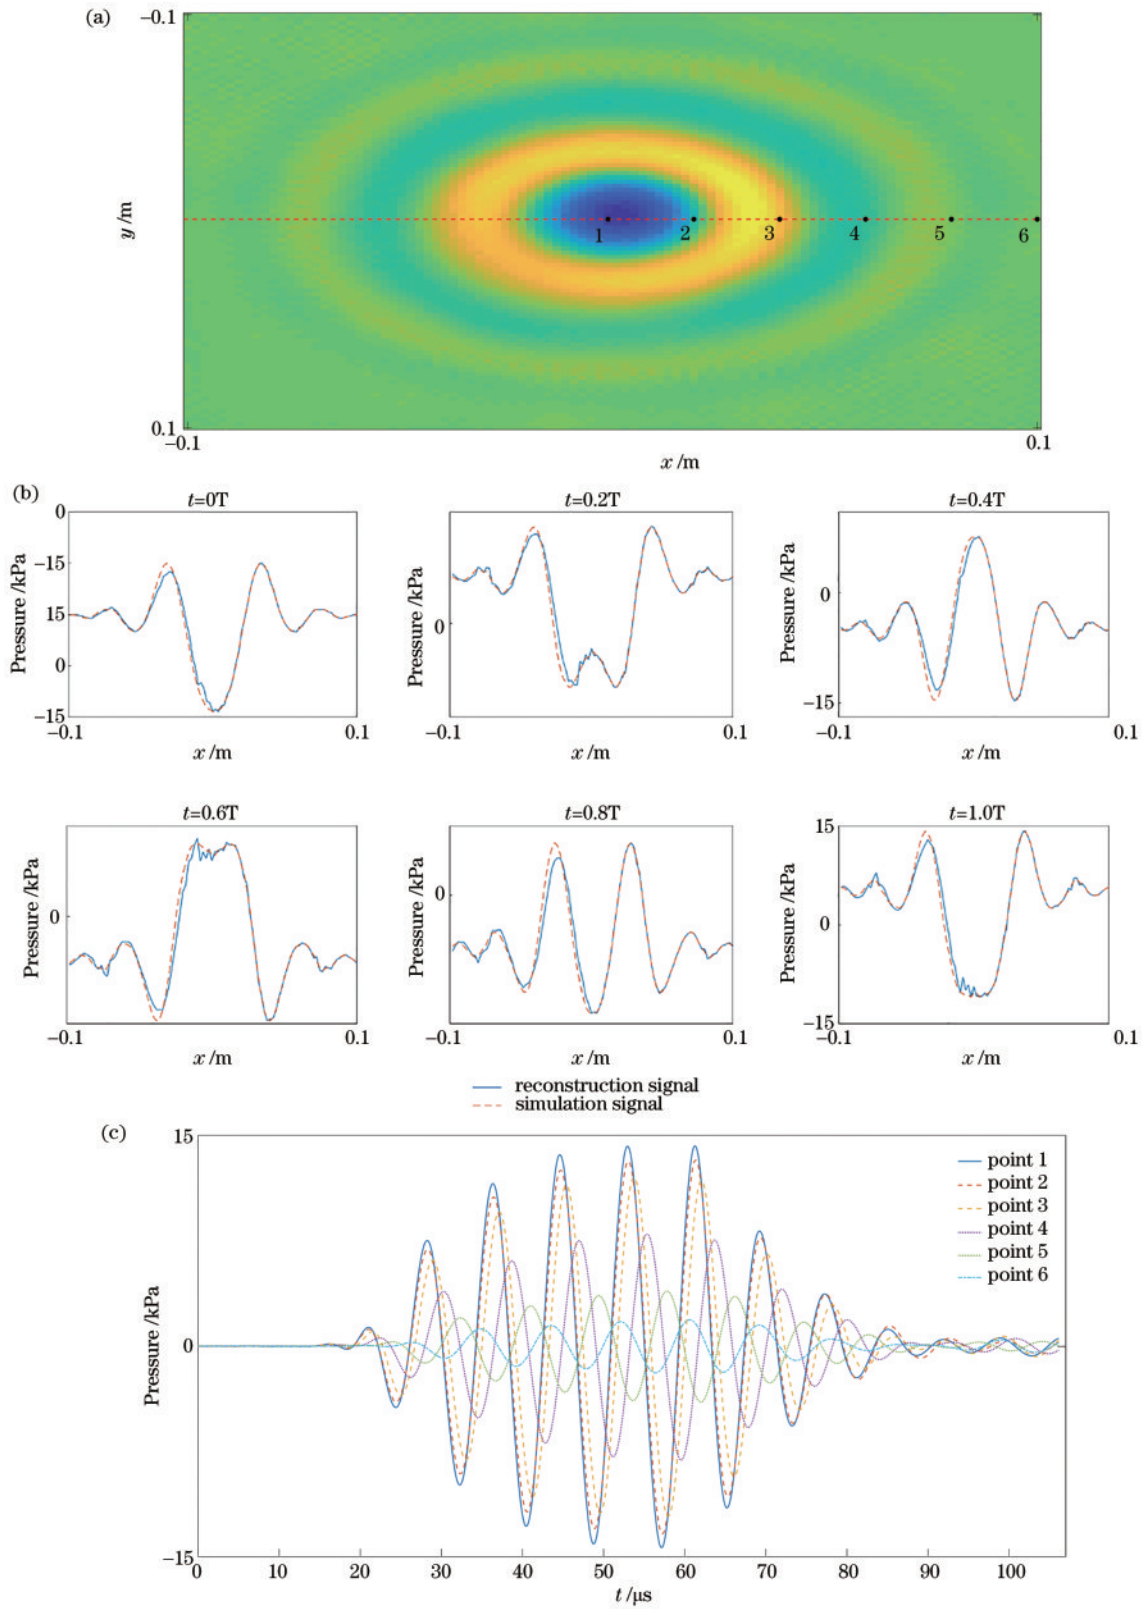 (a)
−0.1
y /m
1
2
3
4
5
6
0.1
−0.1
0.1
x /m
(b)
t=0T
0
−15
15
0
−15
Pressure /kPa
−0.1
0.1
x /m
t=0.2T
0
Pressure /kPa
−0.1
0.1
x /m
t=0.4T
0
−15
Pressure /kPa
−0.1
0.1
x /m
t=0.6T
0
Pressure /kPa
−0.1
0.1
x /m
t=0.8T
0
Pressure /kPa
−0.1
0.1
x /m
t=1.0T
15
0
−15
Pressure /kPa
−0.1
0.1
x /m
reconstruction signal
simulation signal
(c)
15
0
−15
Pressure /kPa
point 1
point 2
point 3
point 4
point 5
point 6
0 10 20 30 40 50 60 70 80 90 100
t /μs